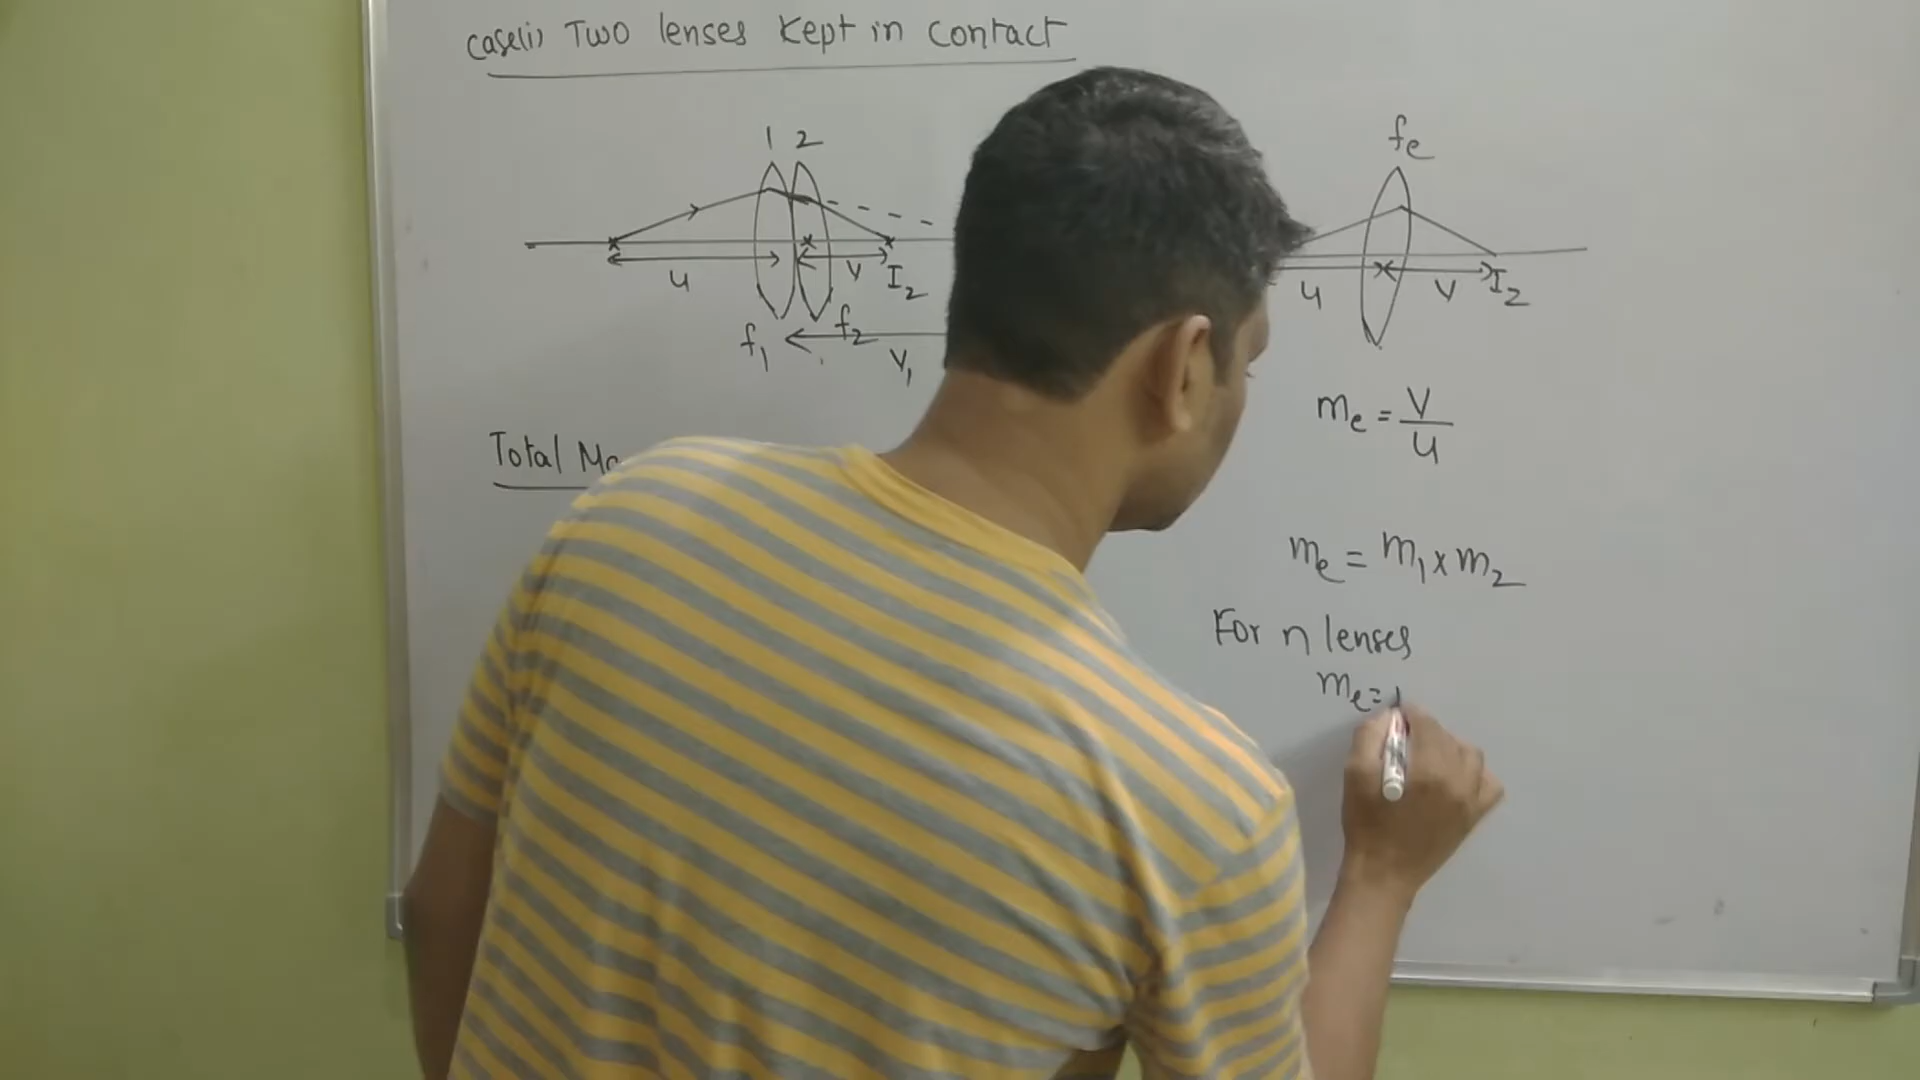 Case(i) Two lenses kept in contact
1 2
u v I2
f1 f2
v1
Total
fe
u v I2
me = v/u
me = m1 x m2
For n lenses
me =